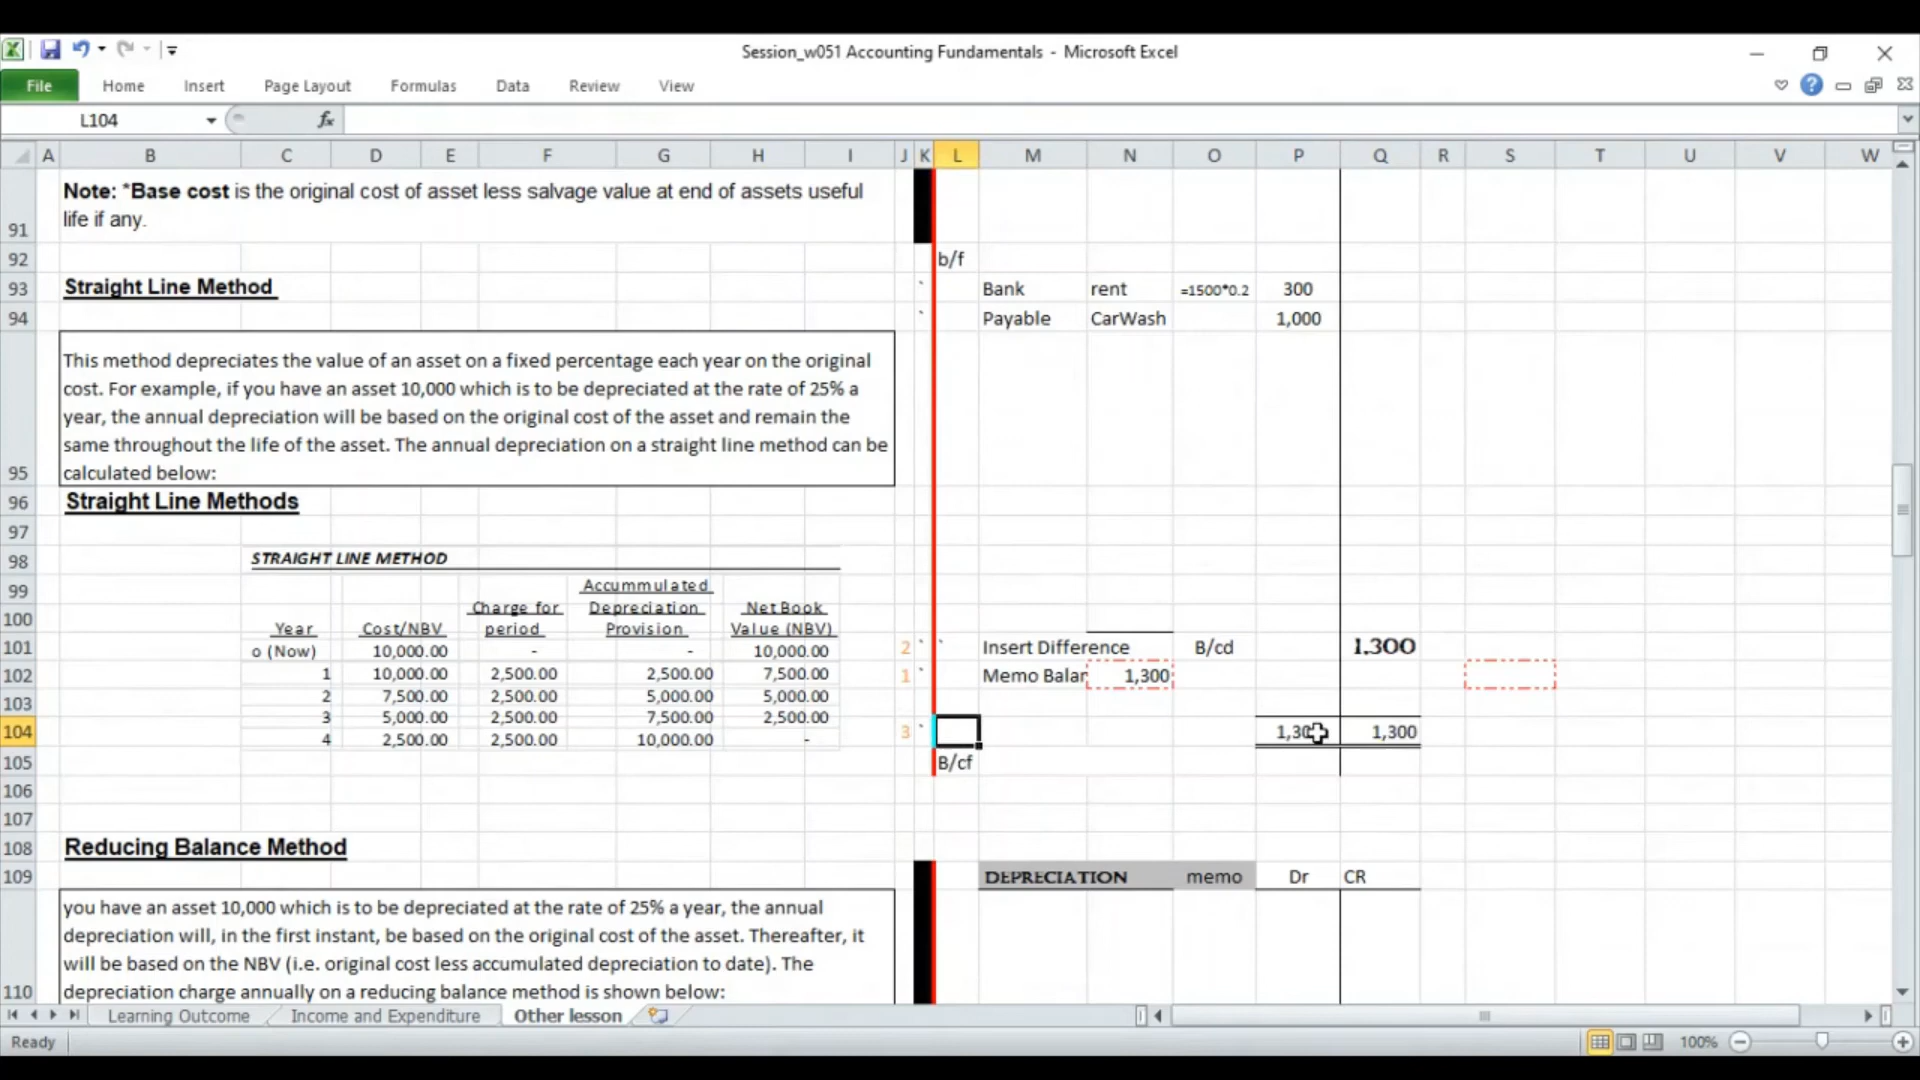 Session_w051 Accounting Fundamentals - Microsoft Excel
File Home Insert Page Layout Formulas Data Review View
L104 fx
A B C D E F G H I J K L M N O P Q R S T U V W
91 Note: *Base cost is the original cost of asset less salvage value at end of assets useful
life if any.
92 b/f
93 Straight Line Method ` Bank rent =1500*0.2 300
94 ` Payable CarWash 1,000
95 This method depreciates the value of an asset on a fixed percentage each year on the original
cost. For example, if you have an asset 10,000 which is to be depreciated at the rate of 25% a
year, the annual depreciation will be based on the original cost of the asset and remain the
same throughout the life of the asset. The annual depreciation on a straight line method can be
calculated below:
96 Straight Line Methods
97
98 STRAIGHT LINE METHOD
99 Accummulated
100 Charge for Depreciation Net Book
Year Cost/NBV period Provision Value (NBV)
101 0 (Now) 10,000.00 - - 10,000.00 2 ` ` Insert Difference B/cd 1,300
102 1 10,000.00 2,500.00 2,500.00 7,500.00 1 ` Memo Balan 1,300
103 2 7,500.00 2,500.00 5,000.00 5,000.00
3 5,000.00 2,500.00 7,500.00 2,500.00
104 4 2,500.00 2,500.00 10,000.00 - 3 ` 1,300 1,300
105 B/cf
106
107
108 Reducing Balance Method
109 DEPRECIATION memo Dr CR
110 you have an asset 10,000 which is to be depreciated at the rate of 25% a year, the annual
depreciation will, in the first instant, be based on the original cost of the asset. Thereafter, it
will be based on the NBV (i.e. original cost less accumulated depreciation to date). The
depreciation charge annually on a reducing balance method is shown below:
Learning Outcome Income and Expenditure Other lesson
Ready 100%